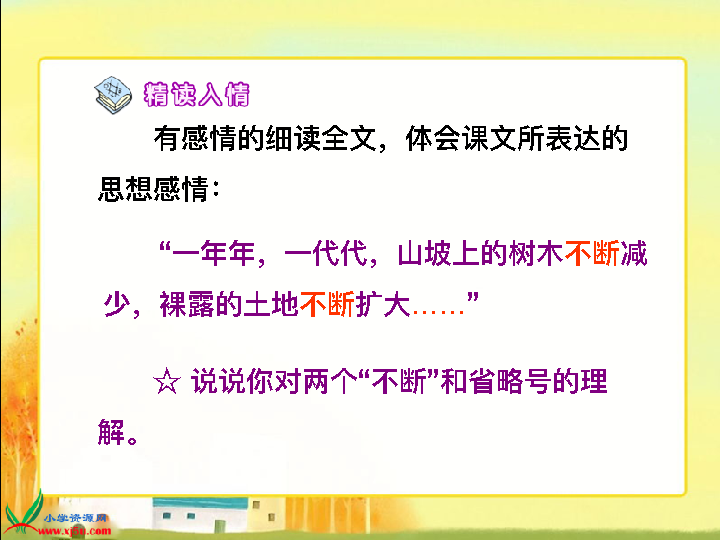 精读入情
有感情的细读全文，体会课文所表达的
思想感情：
“一年年，一代代，山坡上的树木不断减
少，裸露的土地不断扩大……”
☆ 说说你对两个“不断”和省略号的理
解。
小学资源网
www.xj5u.com